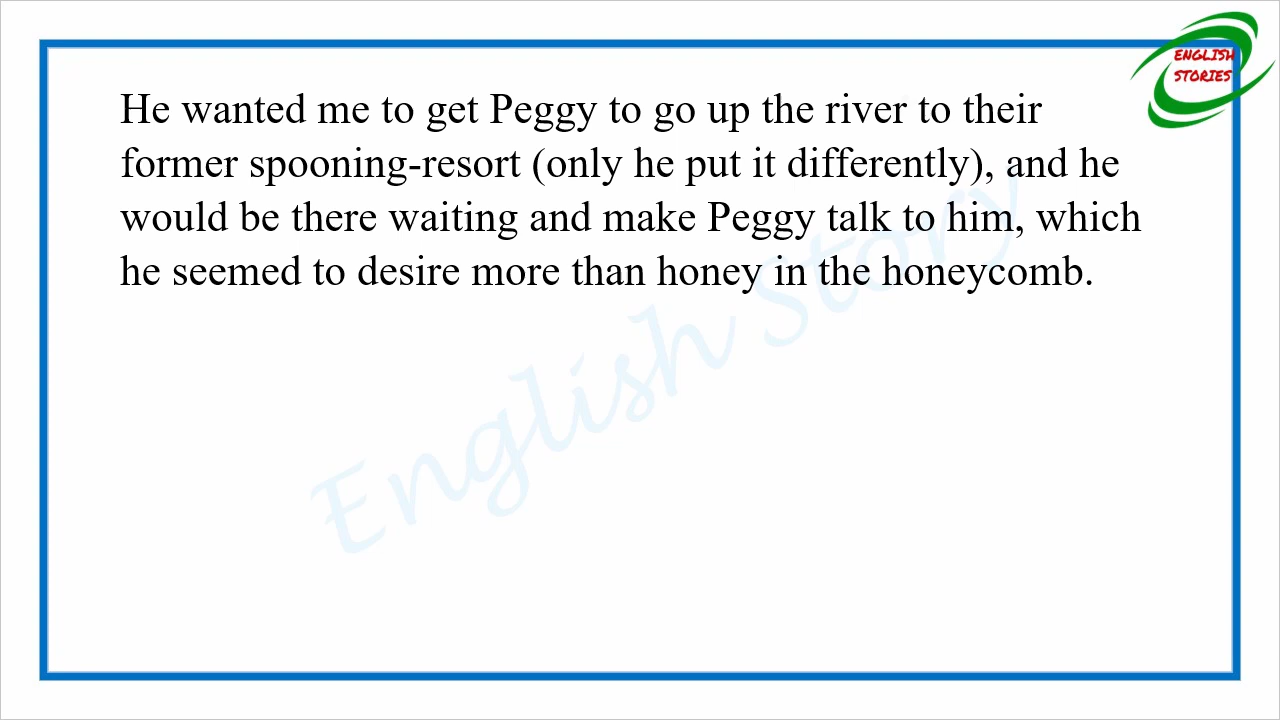 ENGLISH
STORIES
He wanted me to get Peggy to go up the river to their
former spooning-resort (only he put it differently), and he
would be there waiting and make Peggy talk to him, which
he seemed to desire more than honey in the honeycomb.
English Story